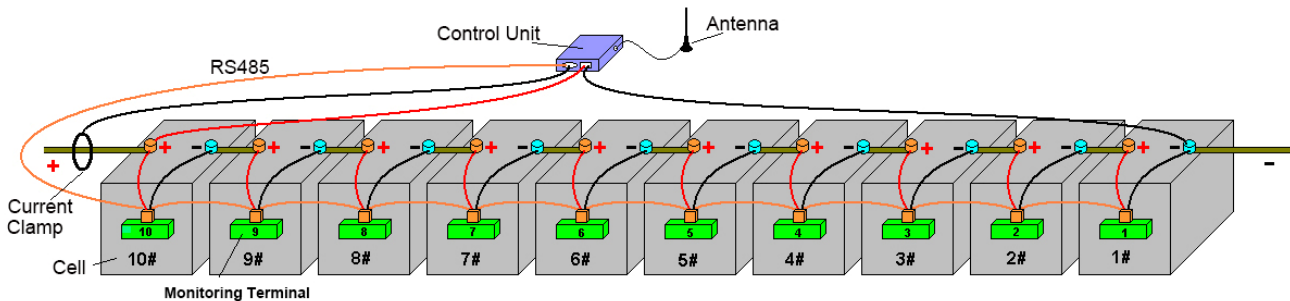 Antenna
Control Unit
RS485
+ - + - + - + - + - + - + - + - + - + -
+
-
Current
Clamp
10 9 8 7 6 5 4 3 2 1
Cell
10# 9# 8# 7# 6# 5# 4# 3# 2# 1#
Monitoring Terminal